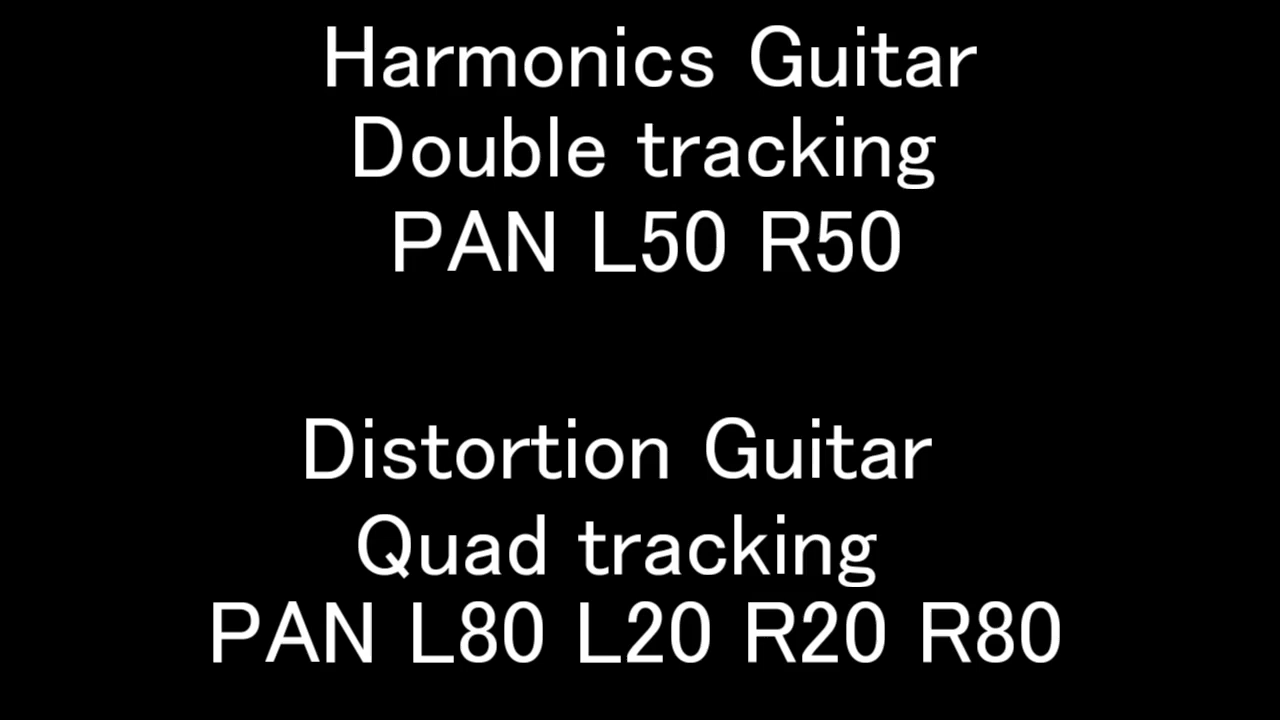 Harmonics Guitar
Double tracking
PAN L50 R50
Distortion Guitar
Quad tracking
PAN L80 L20 R20 R80